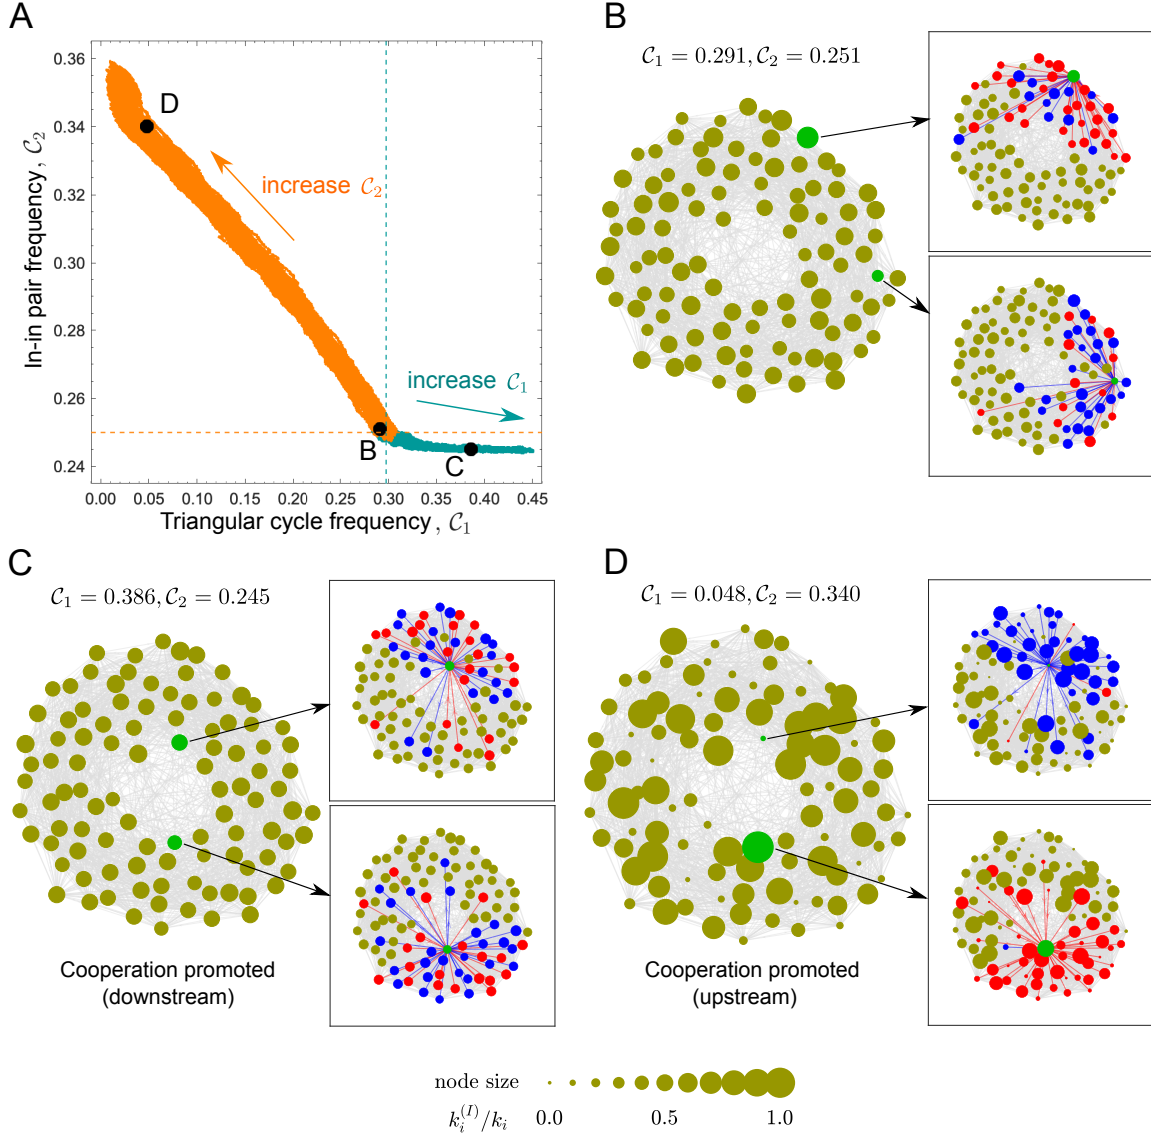 A
In-in pair frequency, 𝒞₂
0.36
0.34
0.32
0.30
0.28
0.26
0.24
D
increase 𝒞₂
increase 𝒞₁
B
C
0.00 0.05 0.10 0.15 0.20 0.25 0.30 0.35 0.40 0.45
Triangular cycle frequency, 𝒞₁
B
𝒞₁ = 0.291, 𝒞₂ = 0.251
C
𝒞₁ = 0.386, 𝒞₂ = 0.245
Cooperation promoted
(downstream)
D
𝒞₁ = 0.048, 𝒞₂ = 0.340
Cooperation promoted
(upstream)
node size
kᵢ⁽ᴵ⁾/kᵢ 0.0 0.5 1.0